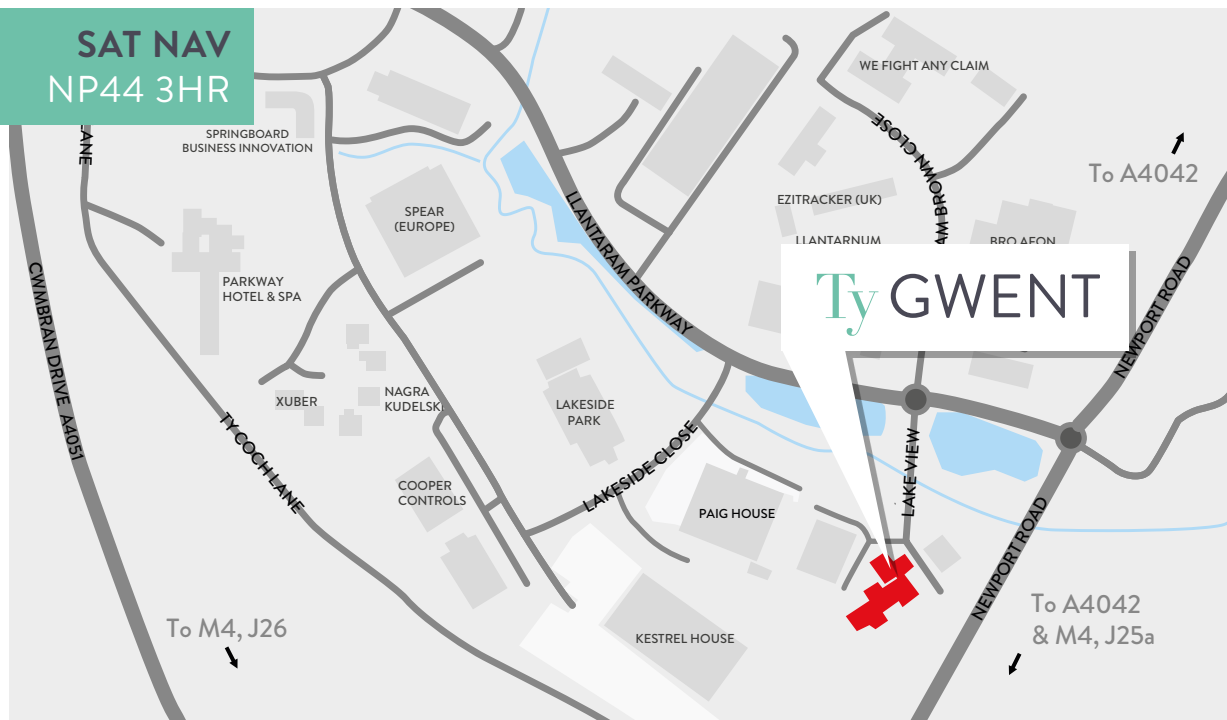 SAT NAV
NP44 3HR
LANE
SPRINGBOARD
BUSINESS INNOVATION
WE FIGHT ANY CLAIM
To A4042
SPEAR
(EUROPE)
EZITRACKER (UK)
LLANTARNUM
BRO AFON
PARKWAY
HOTEL & SPA
LLANTARAM PARKWAY
Ty GWENT
NEWPORT ROAD
CWMBRAN DRIVE A4051
XUBER
NAGRA
KUDELSKI
LAKESIDE
PARK
TY COCH LANE
LAKESIDE CLOSE
LAKE VIEW
COOPER
CONTROLS
PAIG HOUSE
NEWPORT ROAD
To M4, J26
KESTREL HOUSE
To A4042
& M4, J25a